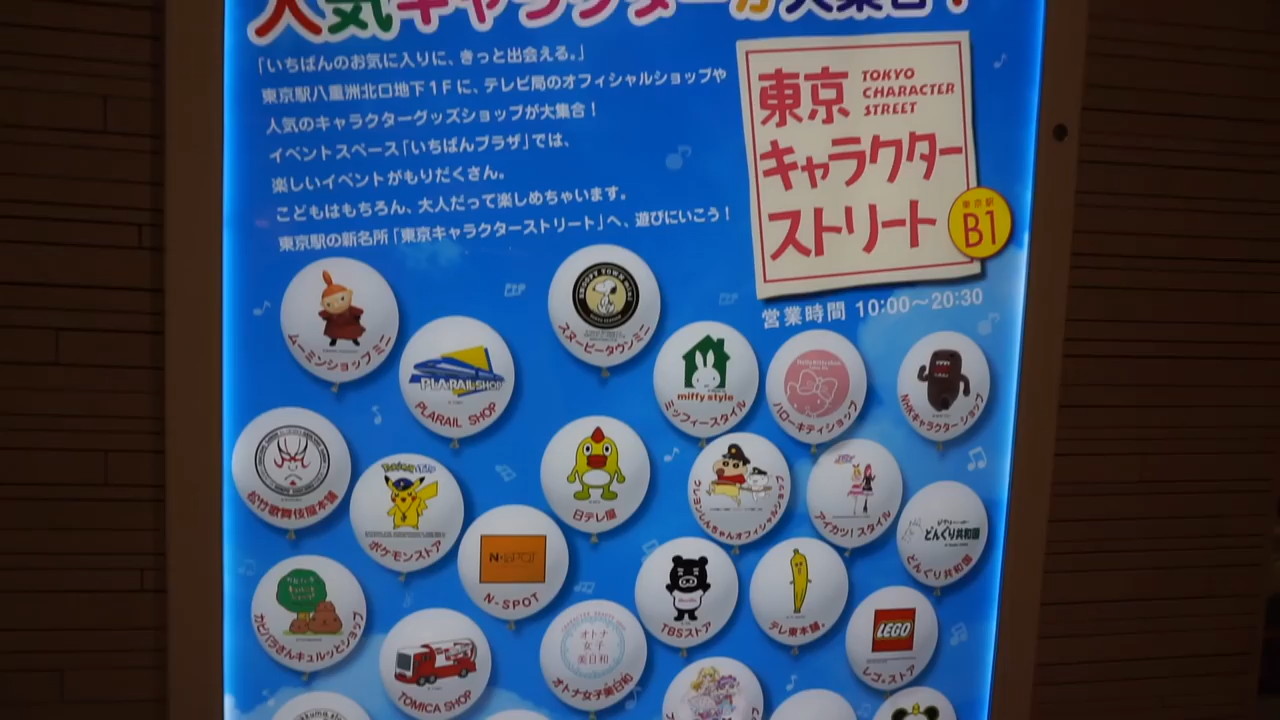 人気キャラクターが大集合！
「いちばんのお気に入りに、きっと出会える。」
東京駅八重洲北口地下1Fに、テレビ局のオフィシャルショップや
人気のキャラクターグッズショップが大集合！
イベントスペース「いちばんプラザ」では、
楽しいイベントがもりだくさん。
こどもはもちろん、大人だって楽しめちゃいます。
東京駅の新名所「東京キャラクターストリート」へ、遊びにいこう！
東京
TOKYO
CHARACTER
STREET
キャラクター
ストリート
東京駅
B1
営業時間 10:00～20:30
ムーミンショップ ミニ
SNOOPY TOWN MINI
スヌーピータウンミニ
PLARAIL SHOP
PLARAIL SHOP
miffy style
ミッフィースタイル
ハローキティショップ
NHKキャラクターショップ
松竹歌舞伎屋本舗
ポケモンストア
日テレ屋
クレヨンしんちゃんオフィシャルショップ
アイカツ！スタイル
どんぐり共和国
どんぐり共和国
N-SPOT
N-SPOT
TBSストア
テレ東本舗。
カピバラさんキュルッとショップ
TOMICA SHOP
オトナ
女子
美日和
オトナ女子美日和
LEGO
レゴ・ストア